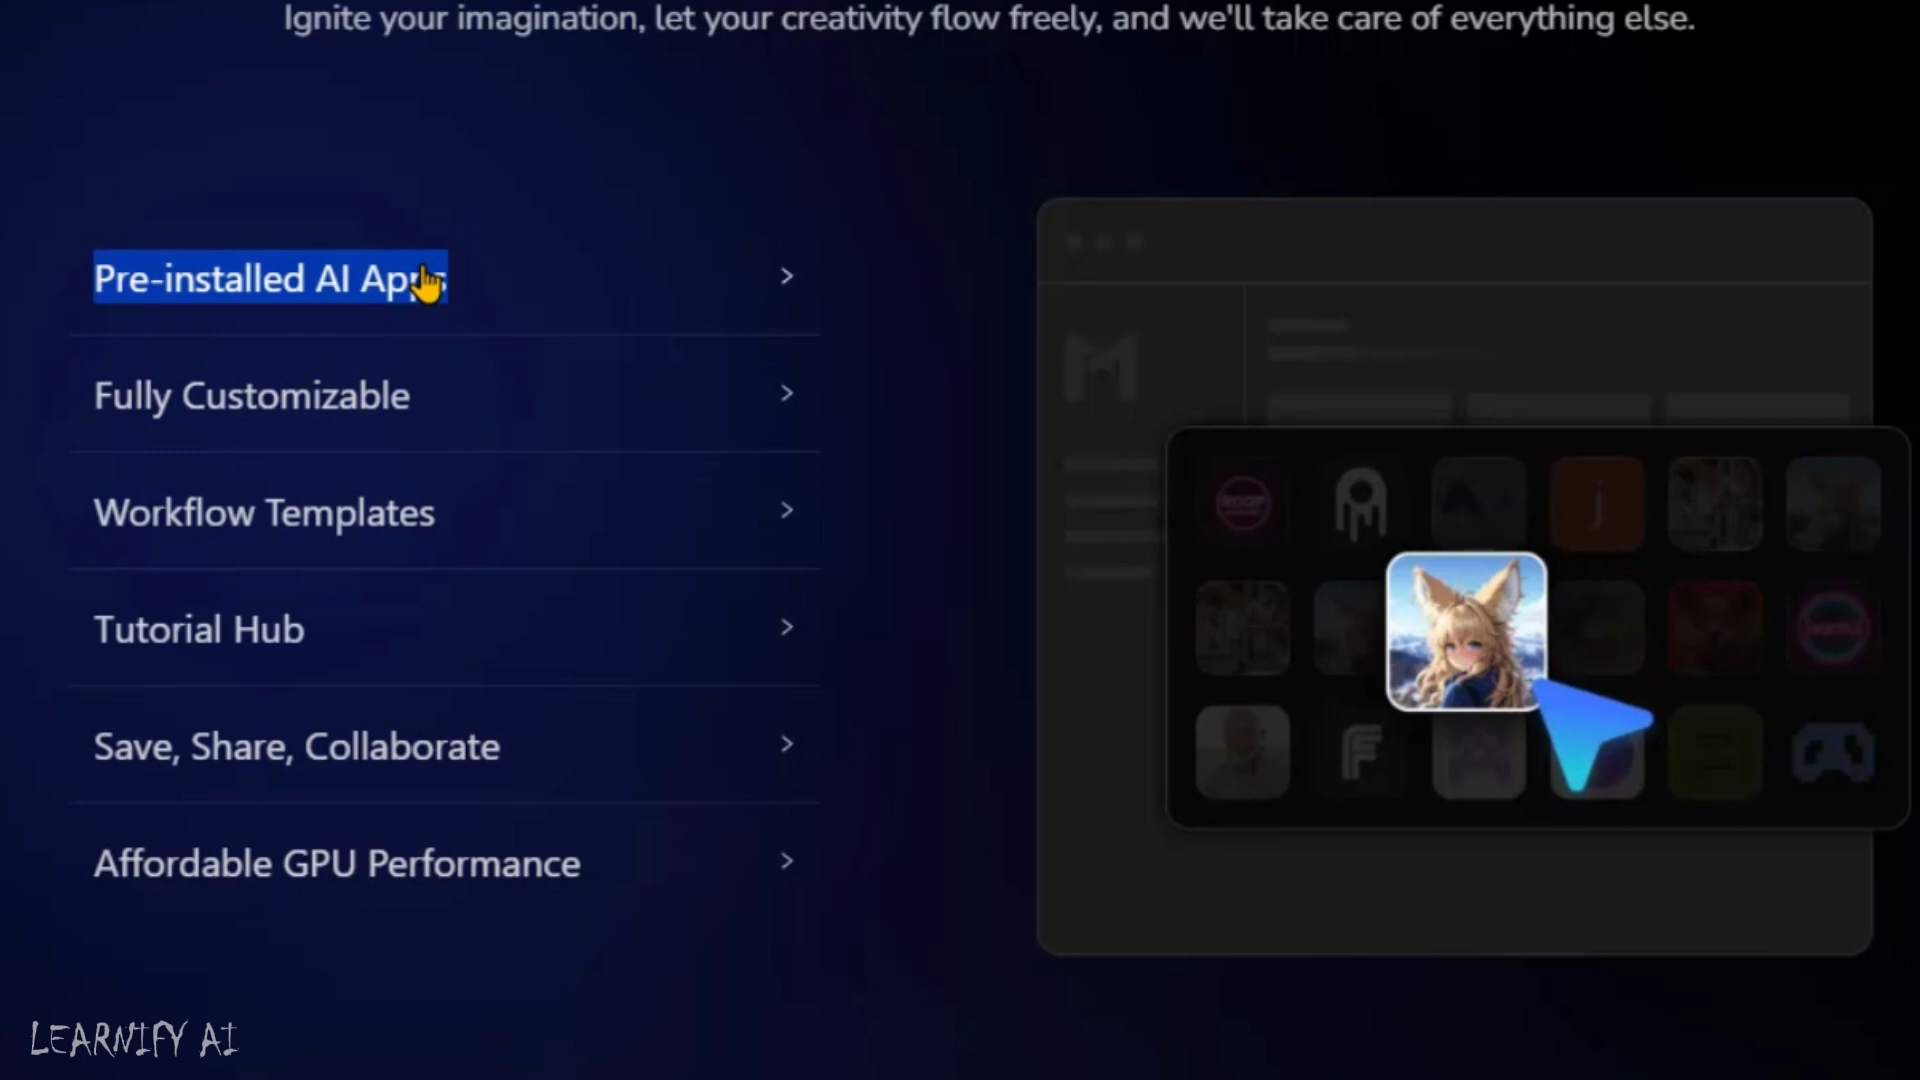 Ignite your imagination, let your creativity flow freely, and we'll take care of everything else.
Pre-installed AI Apps
Fully Customizable
Workflow Templates
Tutorial Hub
Save, Share, Collaborate
Affordable GPU Performance
LEARNIFY AI